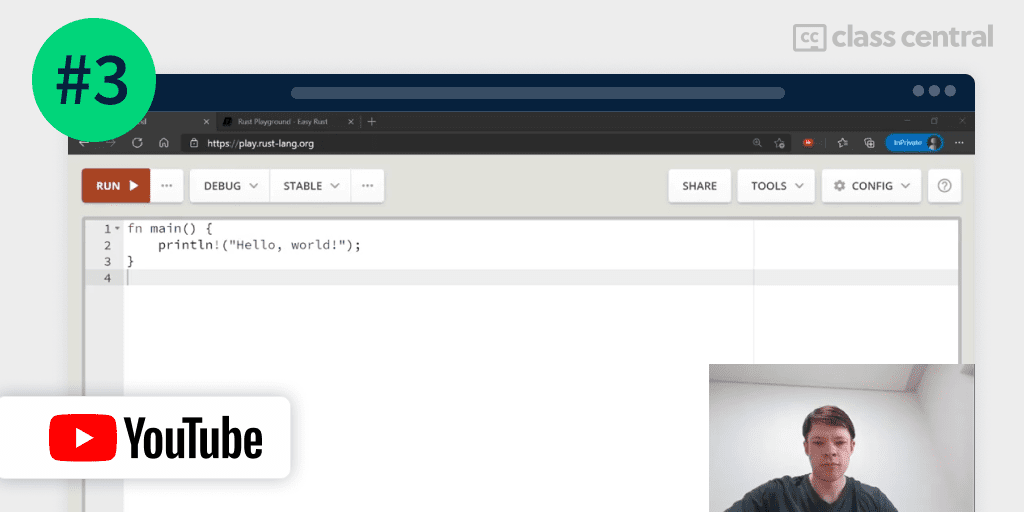 #3
cc class central
Rust Playground - Easy Rust
https://play.rust-lang.org
InPrivate
RUN
DEBUG
STABLE
SHARE
TOOLS
CONFIG
1 fn main() {
2     println!("Hello, world!");
3 }
4
YouTube